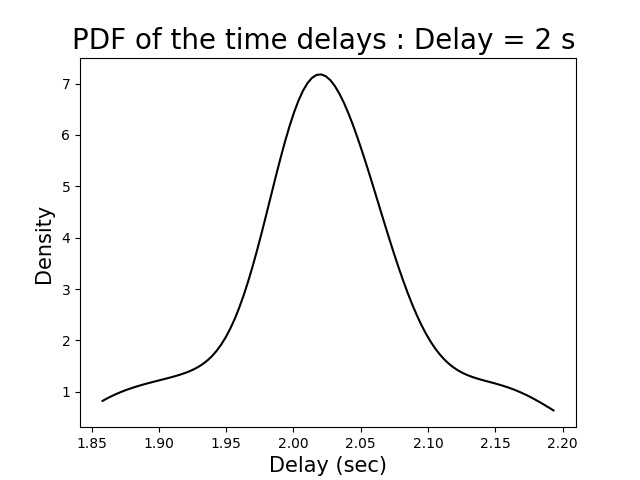 PDF of the time delays : Delay = 2 s
7
6
5
4
3
2
1
Density
1.85 1.90 1.95 2.00 2.05 2.10 2.15 2.20
Delay (sec)